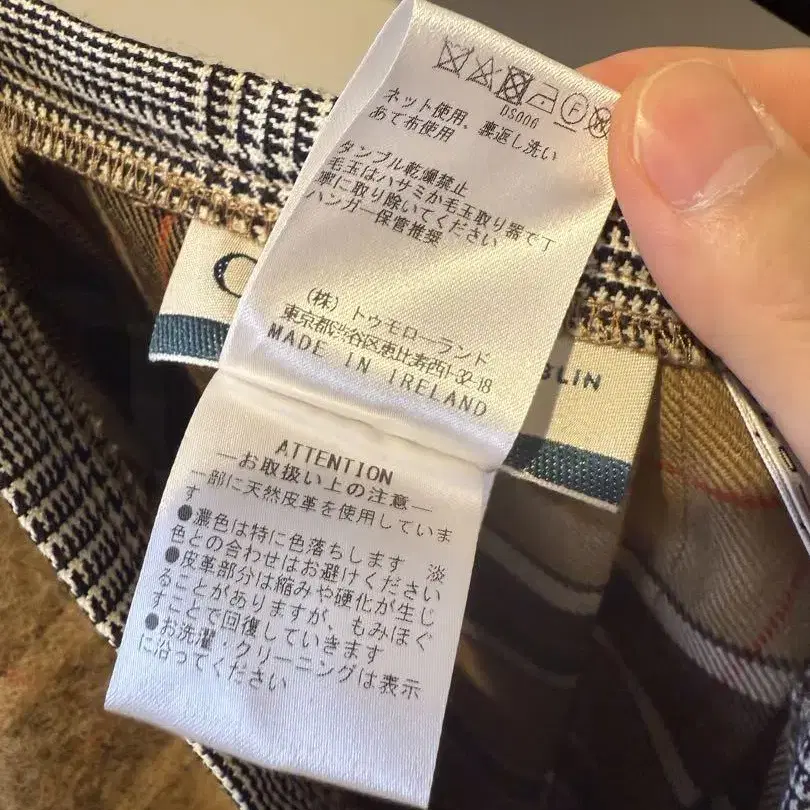 DS006
ネット使用、裏返し洗い
あて布使用
タンブル乾燥禁止
毛玉はハサミか毛玉取り器で丁
寧に取り除いてください
ハンガー保管推奨
(株)トゥモローランド
東京都渋谷区恵比寿西1-32-18
MADE IN IRELAND
BLIN
ATTENTION
―お取扱い上の注意―
一部に天然皮革を使用していま
す
●濃色は特に色落ちします 淡
色との合わせはお避けください
●皮革部分は縮みや硬化が生じ
ることがありますが、もみほぐ
すことで回復していきます
●お洗濯・クリーニングは表示
に沿ってください